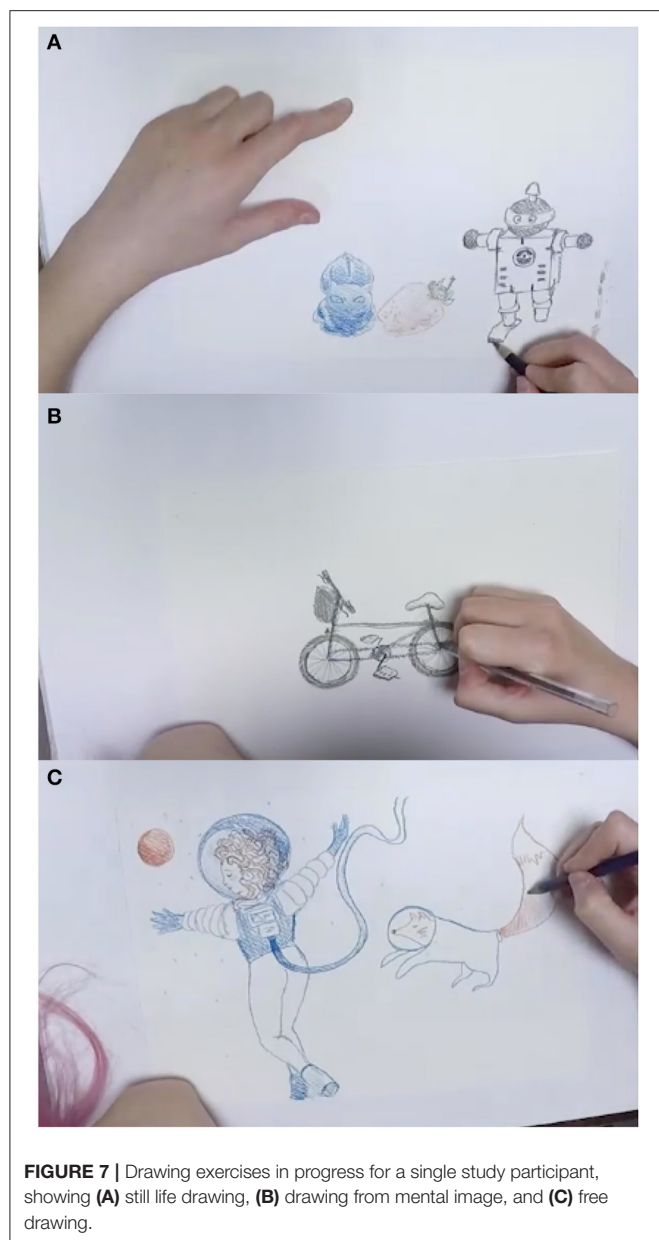 A
B
C
FIGURE 7 | Drawing exercises in progress for a single study participant,
showing (A) still life drawing, (B) drawing from mental image, and (C) free
drawing.